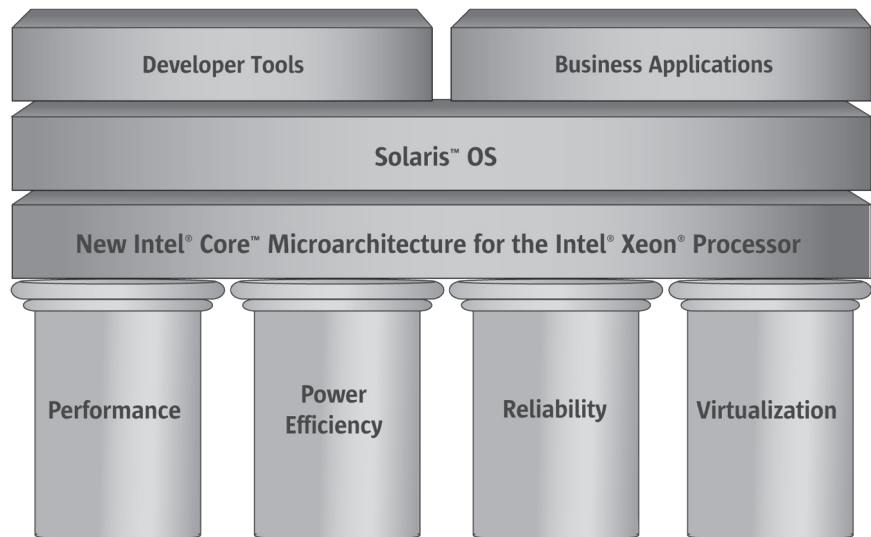 Developer Tools
Business Applications
Solaris™ OS
New Intel® Core™ Microarchitecture for the Intel® Xeon® Processor
Performance
Power
Efficiency
Reliability
Virtualization